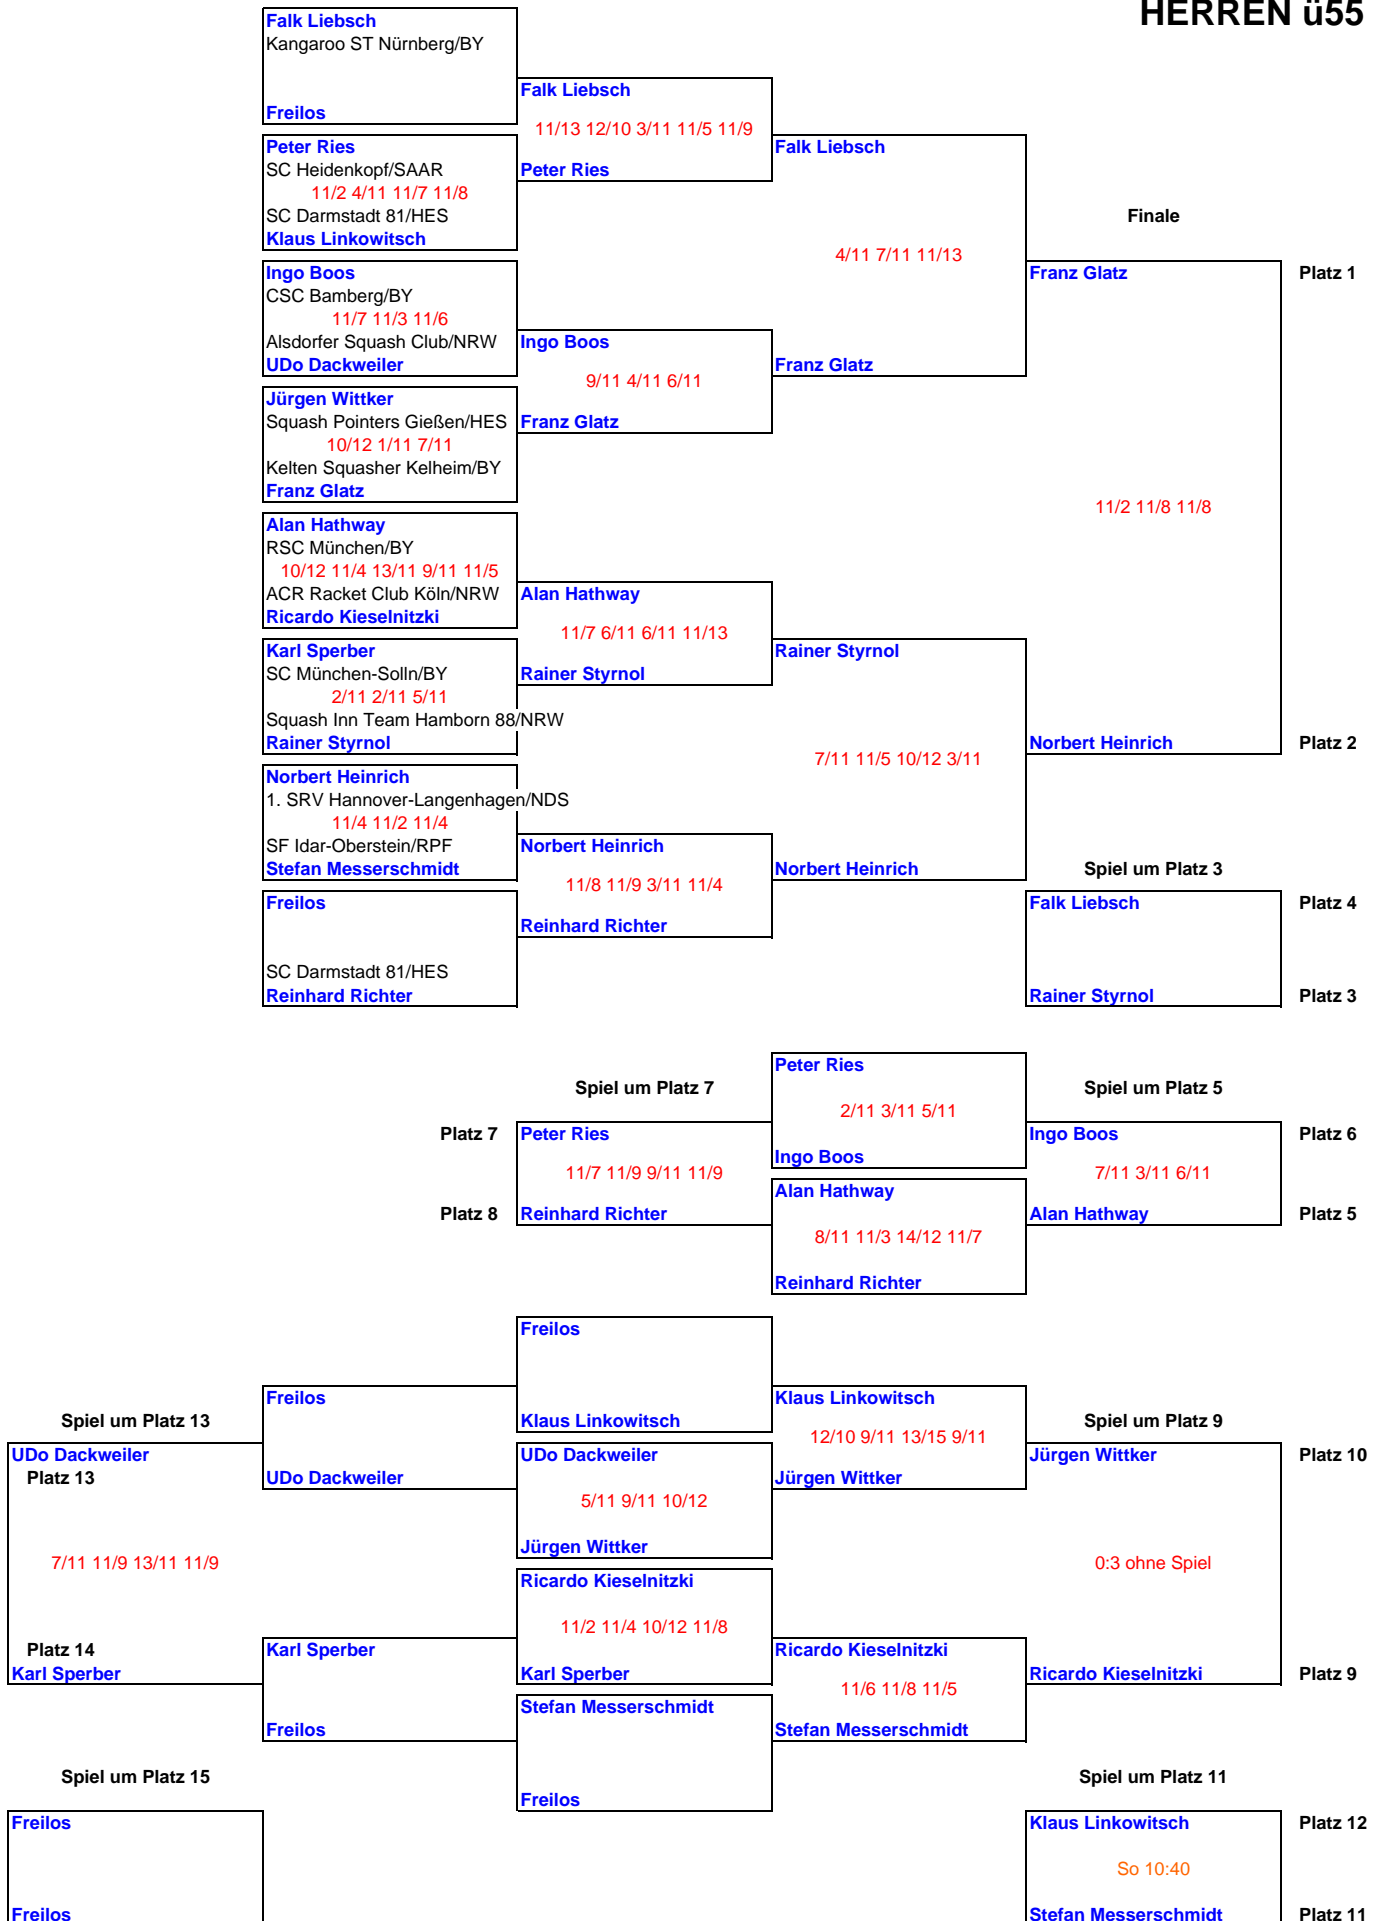 HERREN ü55
Falk Liebsch
Kangaroo ST Nürnberg/BY
Freilos
Peter Ries
SC Heidenkopf/SAAR
11/2 4/11 11/7 11/8
SC Darmstadt 81/HES
Klaus Linkowitsch
Ingo Boos
CSC Bamberg/BY
11/7 11/3 11/6
Alsdorfer Squash Club/NRW
UDo Dackweiler
Jürgen Wittker
Squash Pointers Gießen/HES
10/12 1/11 7/11
Kelten Squasher Kelheim/BY
Franz Glatz
Alan Hathway
RSC München/BY
10/12 11/4 13/11 9/11 11/5
ACR Racket Club Köln/NRW
Ricardo Kieselnitzki
Karl Sperber
SC München-Solln/BY
2/11 2/11 5/11
Squash Inn Team Hamborn 88/NRW
Rainer Styrnol
Norbert Heinrich
1. SRV Hannover-Langenhagen/NDS
11/4 11/2 11/4
SF Idar-Oberstein/RPF
Stefan Messerschmidt
Freilos
SC Darmstadt 81/HES
Reinhard Richter
Falk Liebsch
11/13 12/10 3/11 11/5 11/9
Peter Ries
Ingo Boos
9/11 4/11 6/11
Franz Glatz
Alan Hathway
11/7 6/11 6/11 11/13
Rainer Styrnol
Norbert Heinrich
11/8 11/9 3/11 11/4
Reinhard Richter
Falk Liebsch
4/11 7/11 11/13
Franz Glatz
Rainer Styrnol
7/11 11/5 10/12 3/11
Norbert Heinrich
Finale
Franz Glatz Platz 1
11/2 11/8 11/8
Norbert Heinrich Platz 2
Spiel um Platz 3
Falk Liebsch Platz 4
Rainer Styrnol Platz 3
Peter Ries
2/11 3/11 5/11
Ingo Boos
Alan Hathway
8/11 11/3 14/12 11/7
Reinhard Richter
Spiel um Platz 7
Platz 7 Peter Ries
11/7 11/9 9/11 11/9
Platz 8 Reinhard Richter
Spiel um Platz 5
Ingo Boos Platz 6
7/11 3/11 6/11
Alan Hathway Platz 5
Freilos
Klaus Linkowitsch
UDo Dackweiler
5/11 9/11 10/12
Jürgen Wittker
Ricardo Kieselnitzki
11/2 11/4 10/12 11/8
Karl Sperber
Stefan Messerschmidt
Freilos
Klaus Linkowitsch
12/10 9/11 13/15 9/11
Jürgen Wittker
Ricardo Kieselnitzki
11/6 11/8 11/5
Stefan Messerschmidt
Spiel um Platz 9
Jürgen Wittker Platz 10
0:3 ohne Spiel
Ricardo Kieselnitzki Platz 9
Freilos
UDo Dackweiler
Karl Sperber
Freilos
Spiel um Platz 13
UDo Dackweiler
Platz 13
7/11 11/9 13/11 11/9
Platz 14
Karl Sperber
Spiel um Platz 15
Freilos
Freilos
Spiel um Platz 11
Klaus Linkowitsch Platz 12
So 10:40
Stefan Messerschmidt Platz 11